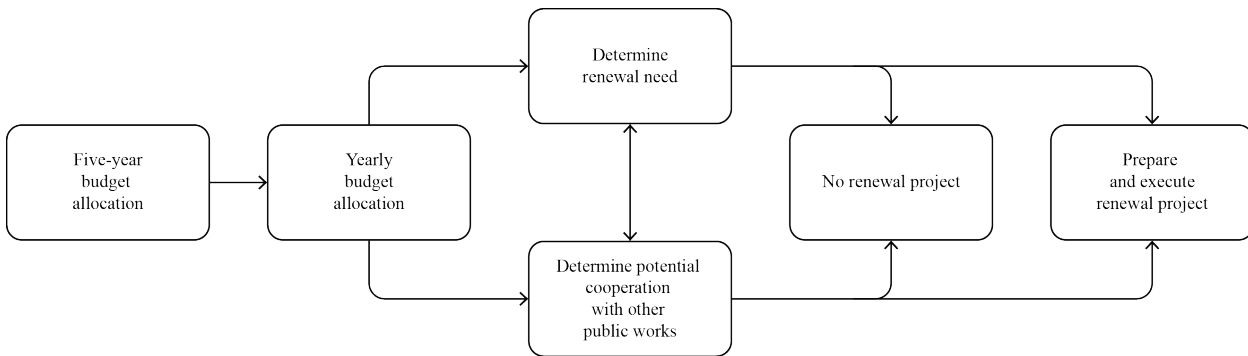 Determine
renewal need
Five-year
budget
allocation
Yearly
budget
allocation
No renewal project
Prepare
and execute
renewal project
Determine potential
cooperation
with other
public works